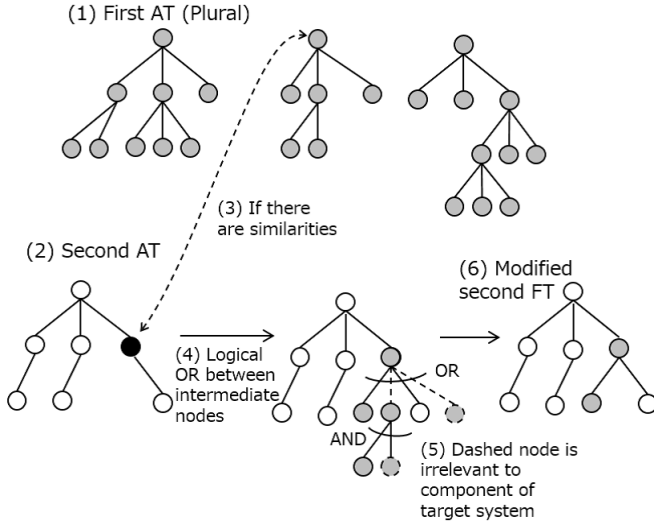 (1) First AT (Plural)
(3) If there
are similarities
(2) Second AT
(6) Modified
second FT
(4) Logical
OR between
intermediate
nodes
OR
AND
(5) Dashed node is
irrelevant to
component of
target system